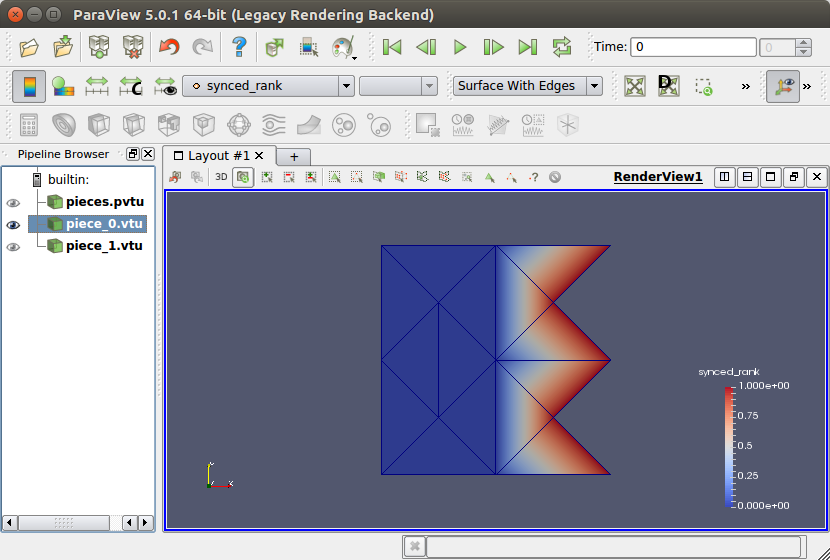 ParaView 5.0.1 64-bit (Legacy Rendering Backend)
Time: 0 0
C synced_rank Surface With Edges D » »
Pipeline Browser
Layout #1 +
3D RenderView1
builtin:
pieces.pvtu
piece_0.vtu
piece_1.vtu
synced_rank
1.000e+00
0.75
0.5
0.25
0.000e+00
Y
X